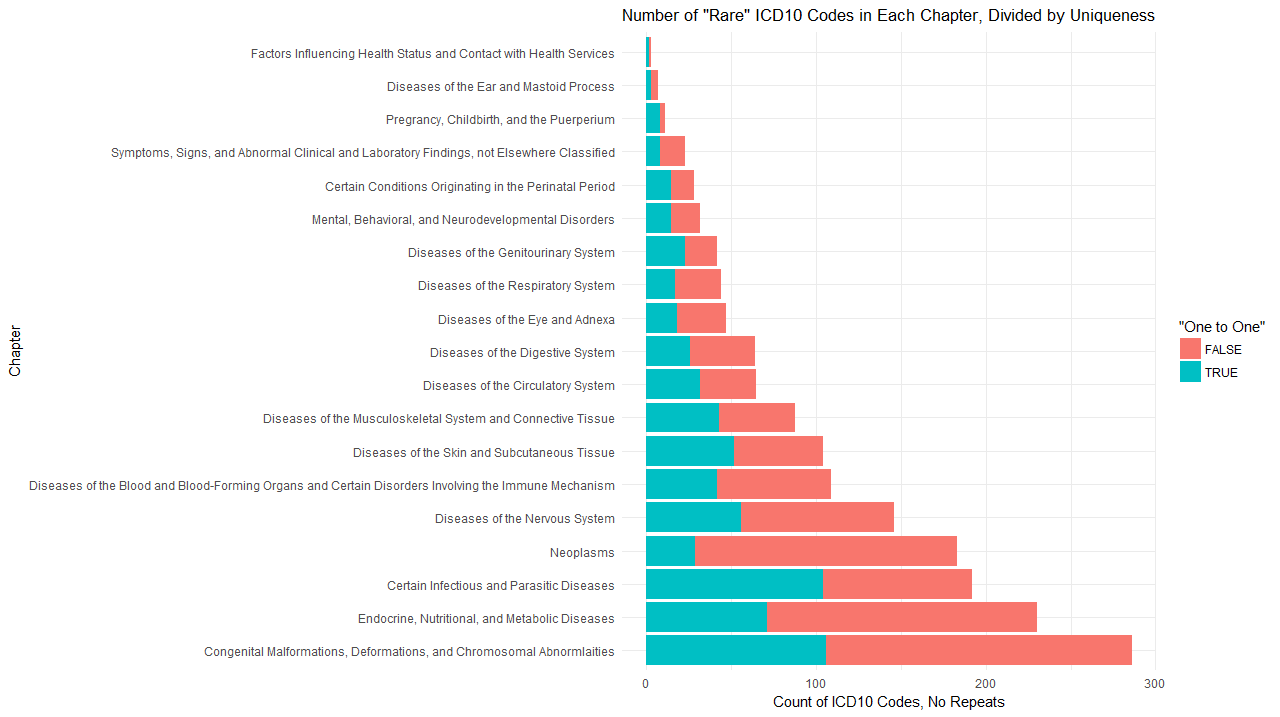 Number of "Rare" ICD10 Codes in Each Chapter, Divided by Uniqueness
Chapter
Factors Influencing Health Status and Contact with Health Services
Diseases of the Ear and Mastoid Process
Pregrancy, Childbirth, and the Puerperium
Symptoms, Signs, and Abnormal Clinical and Laboratory Findings, not Elsewhere Classified
Certain Conditions Originating in the Perinatal Period
Mental, Behavioral, and Neurodevelopmental Disorders
Diseases of the Genitourinary System
Diseases of the Respiratory System
Diseases of the Eye and Adnexa
Diseases of the Digestive System
Diseases of the Circulatory System
Diseases of the Musculoskeletal System and Connective Tissue
Diseases of the Skin and Subcutaneous Tissue
Diseases of the Blood and Blood-Forming Organs and Certain Disorders Involving the Immune Mechanism
Diseases of the Nervous System
Neoplasms
Certain Infectious and Parasitic Diseases
Endocrine, Nutritional, and Metabolic Diseases
Congenital Malformations, Deformations, and Chromosomal Abnormlaities
0 100 200 300
Count of ICD10 Codes, No Repeats
"One to One"
FALSE
TRUE